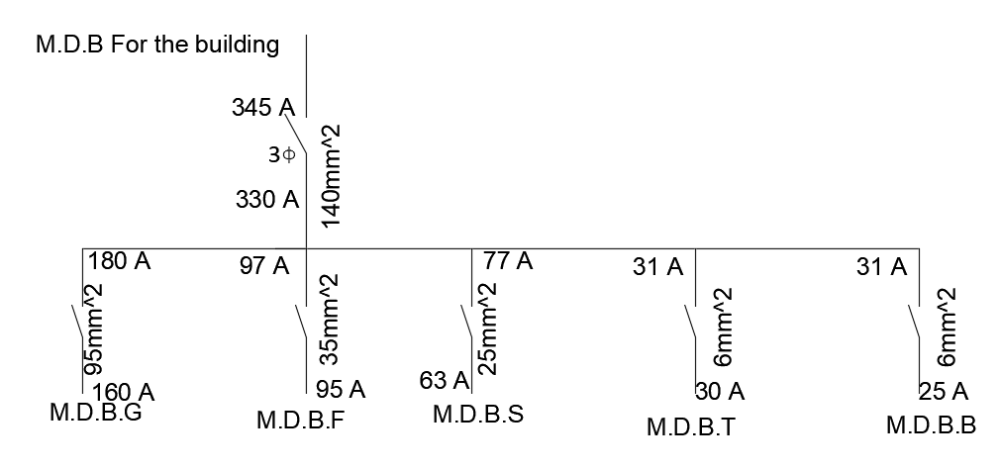 M.D.B For the building
345 A
3⌽
140mm^2
330 A
180 A
97 A
77 A
31 A
31 A
95mm^2
35mm^2
25mm^2
6mm^2
6mm^2
160 A
95 A
63 A
30 A
25 A
M.D.B.G
M.D.B.F
M.D.B.S
M.D.B.T
M.D.B.B